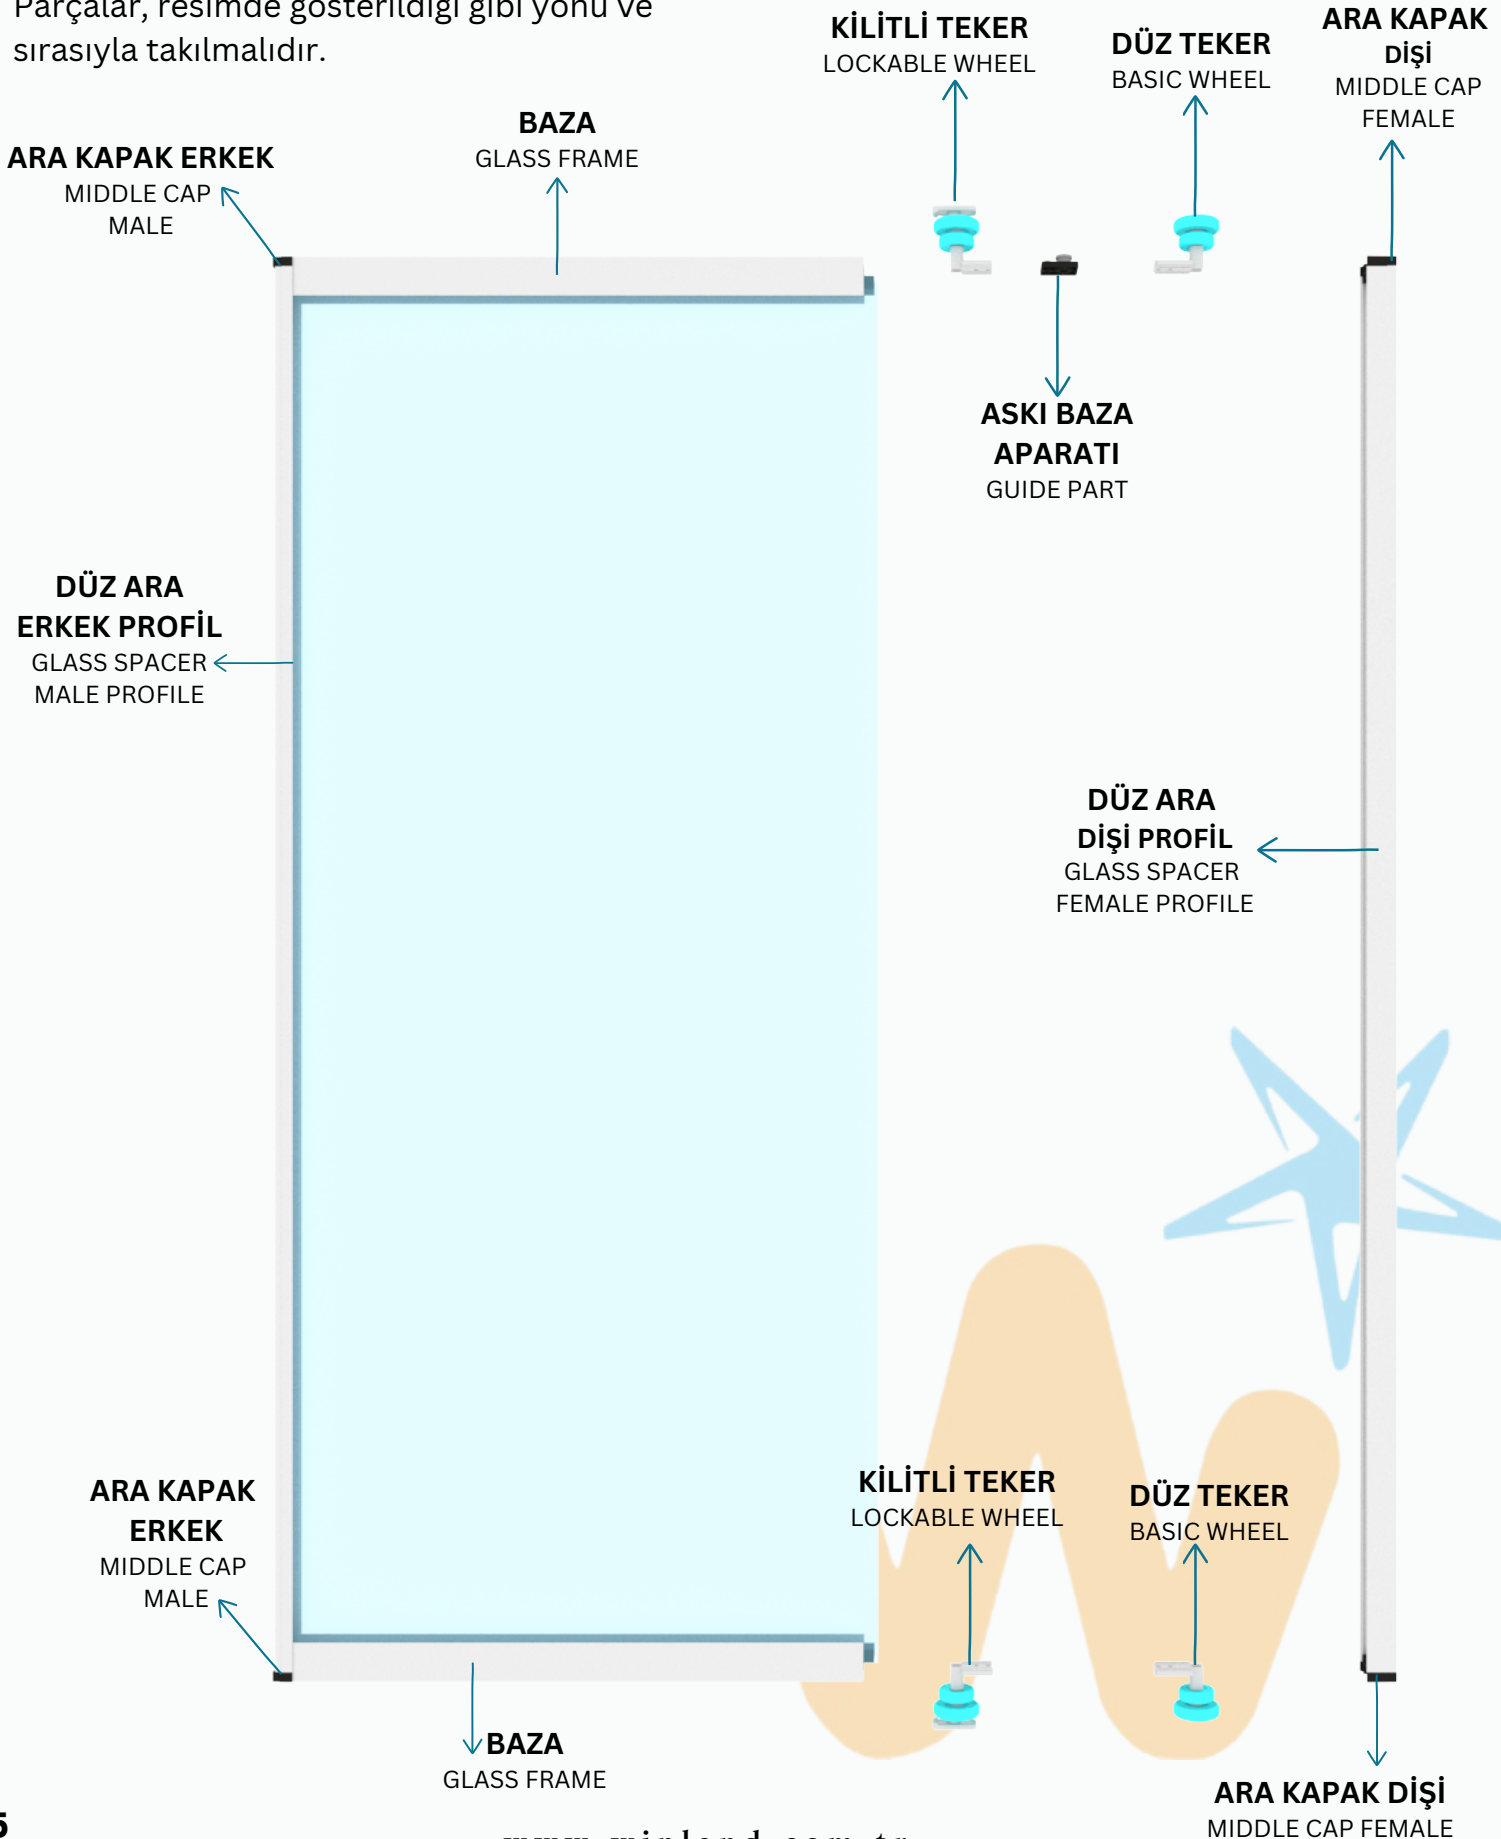 Parçalar, resimde gösterildiği gibi yönü ve
sırasıyla takılmalıdır.
KİLİTLİ TEKER
LOCKABLE WHEEL
DÜZ TEKER
BASIC WHEEL
ARA KAPAK
DİŞİ
MIDDLE CAP
FEMALE
BAZA
GLASS FRAME
ARA KAPAK ERKEK
MIDDLE CAP
MALE
ASKI BAZA
APARATI
GUIDE PART
DÜZ ARA
ERKEK PROFİL
GLASS SPACER
MALE PROFILE
DÜZ ARA
DİŞİ PROFİL
GLASS SPACER
FEMALE PROFILE
ARA KAPAK
ERKEK
MIDDLE CAP
MALE
KİLİTLİ TEKER
LOCKABLE WHEEL
DÜZ TEKER
BASIC WHEEL
BAZA
GLASS FRAME
ARA KAPAK DİŞİ
MIDDLE CAP FEMALE